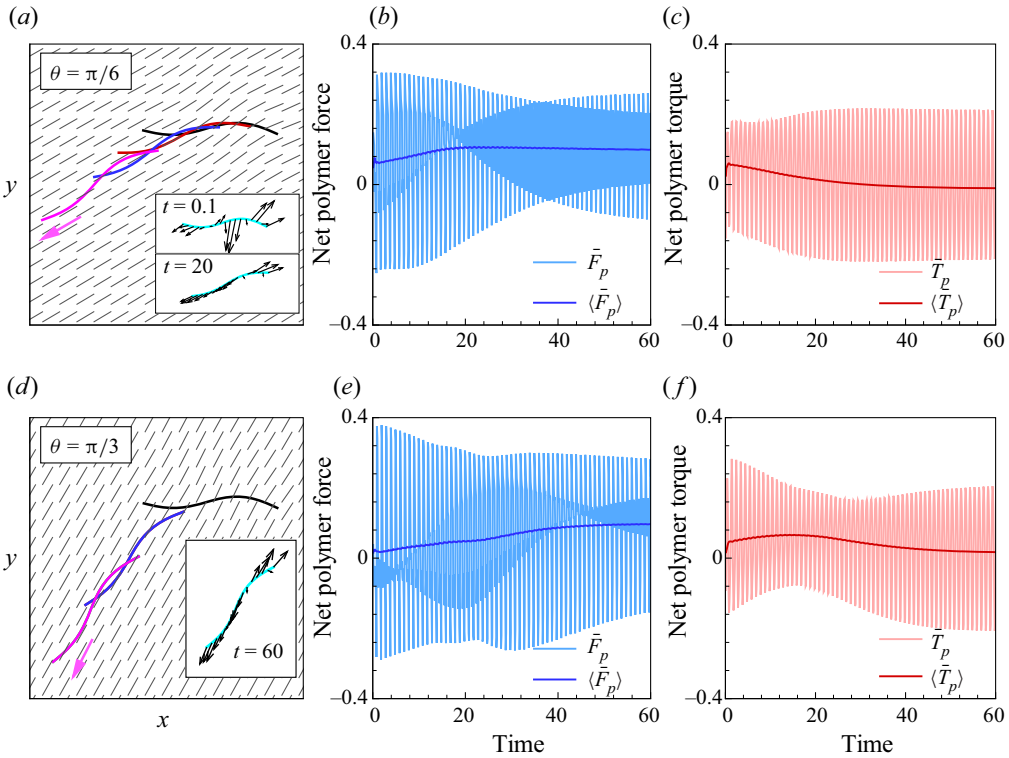 (a)
θ = π/6
y
t = 0.1
t = 20
(b)
Net polymer force
0.4
0
–0.4
0 20 40 60
F̄p
⟨F̄p⟩
(c)
Net polymer torque
0.4
0
–0.4
0 20 40 60
T̄p
⟨T̄p⟩
(d)
θ = π/3
y
t = 60
x
(e)
Net polymer force
0.4
0
–0.4
0 20 40 60
F̄p
⟨F̄p⟩
Time
(f)
Net polymer torque
0.4
0
–0.4
0 20 40 60
T̄p
⟨T̄p⟩
Time